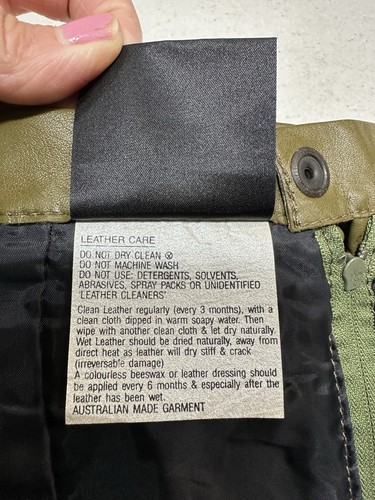 LEATHER CARE
DO NOT DRY CLEAN ⓧ
DO NOT MACHINE WASH
DO NOT USE: DETERGENTS, SOLVENTS,
ABRASIVES, SPRAY PACKS OR UNIDENTIFIED
'LEATHER CLEANERS'
Clean Leather regularly (every 3 months), with a
clean cloth dipped in warm soapy water. Then
wipe with another clean cloth & let dry naturally.
Wet Leather should be dried naturally, away from
direct heat as leather will dry stiff & crack
(irreversable damage)
A colourless beeswax or leather dressing should
be applied every 6 months & especially after the
leather has been wet.
AUSTRALIAN MADE GARMENT